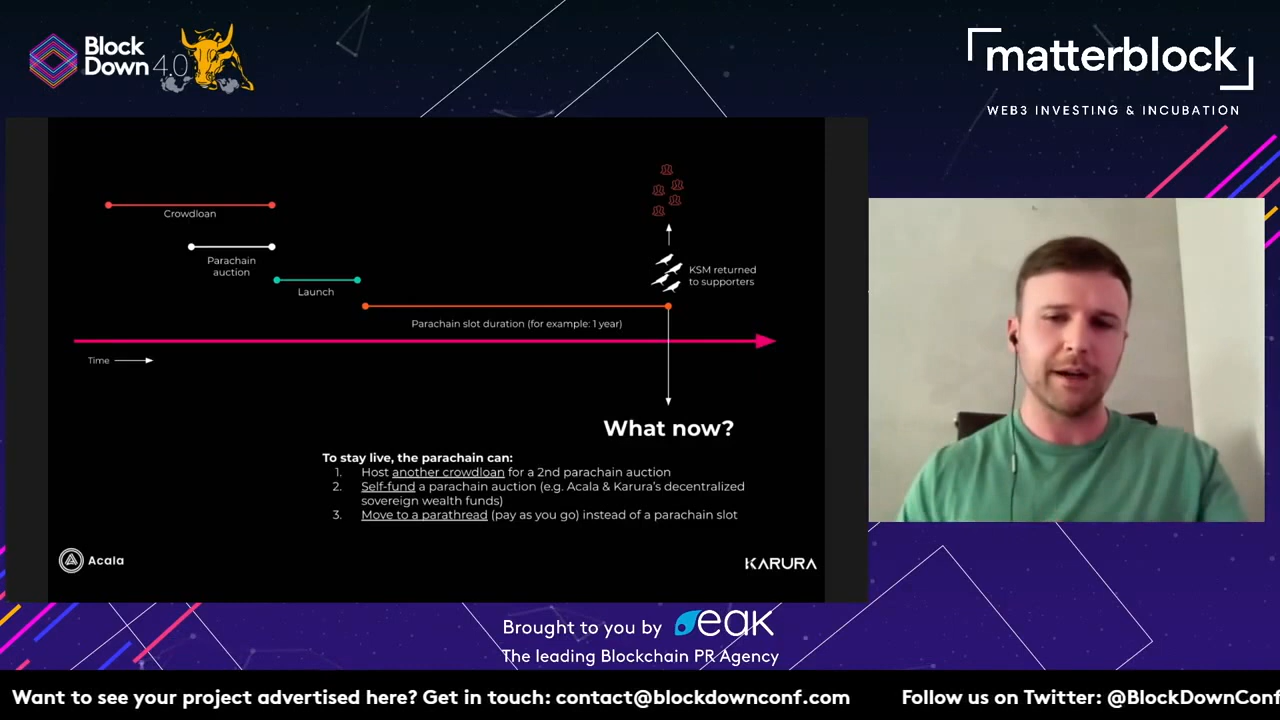 Block
Down 4.0
matterblock
WEB3 INVESTING & INCUBATION
Crowdloan
Parachain
auction
Launch
KSM returned
to supporters
Parachain slot duration (for example: 1 year)
Time
What now?
To stay live, the parachain can:
1. Host another crowdloan for a 2nd parachain auction
2. Self-fund a parachain auction (e.g. Acala & Karura's decentralized
sovereign wealth funds)
3. Move to a parathread (pay as you go) instead of a parachain slot
Acala
KARURA
Brought to you by eak
The leading Blockchain PR Agency
Want to see your project advertised here? Get in touch: contact@blockdownconf.com
Follow us on Twitter: @BlockDownConf